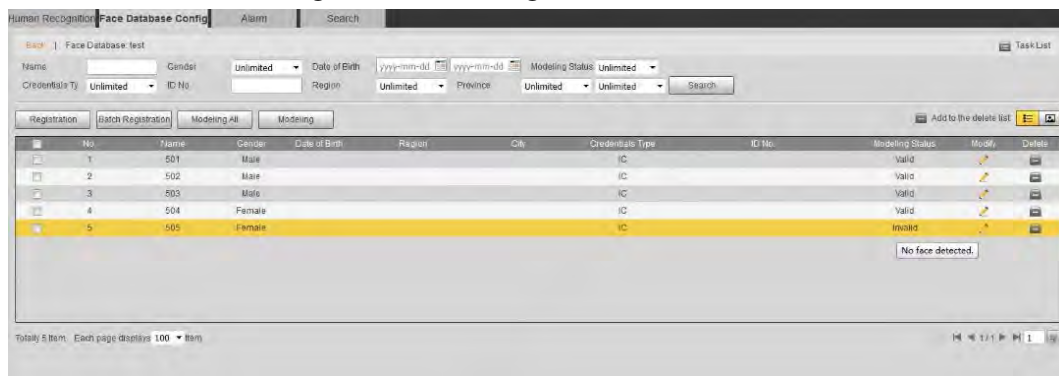 Human Recognition Face Database Config Alarm Search
Back | Face Database: test Task List
Name Gender Unlimited Date of Birth yyyy-mm-dd yyyy-mm-dd Modeling Status Unlimited
Credentials Ty Unlimited ID No. Region Unlimited Province Unlimited Unlimited Search
Registration Batch Registration Modeling All Modeling Add to the delete list
No. Name Gender Date of Birth Region City Credentials Type ID No. Modeling Status Modify Delete
1 501 Male IC Valid
2 502 Male IC Valid
3 503 Male IC Valid
4 504 Female IC Valid
5 505 Female IC Invalid
No face detected.
Totally 5 Item Each page displays 100 Item 1/1 1